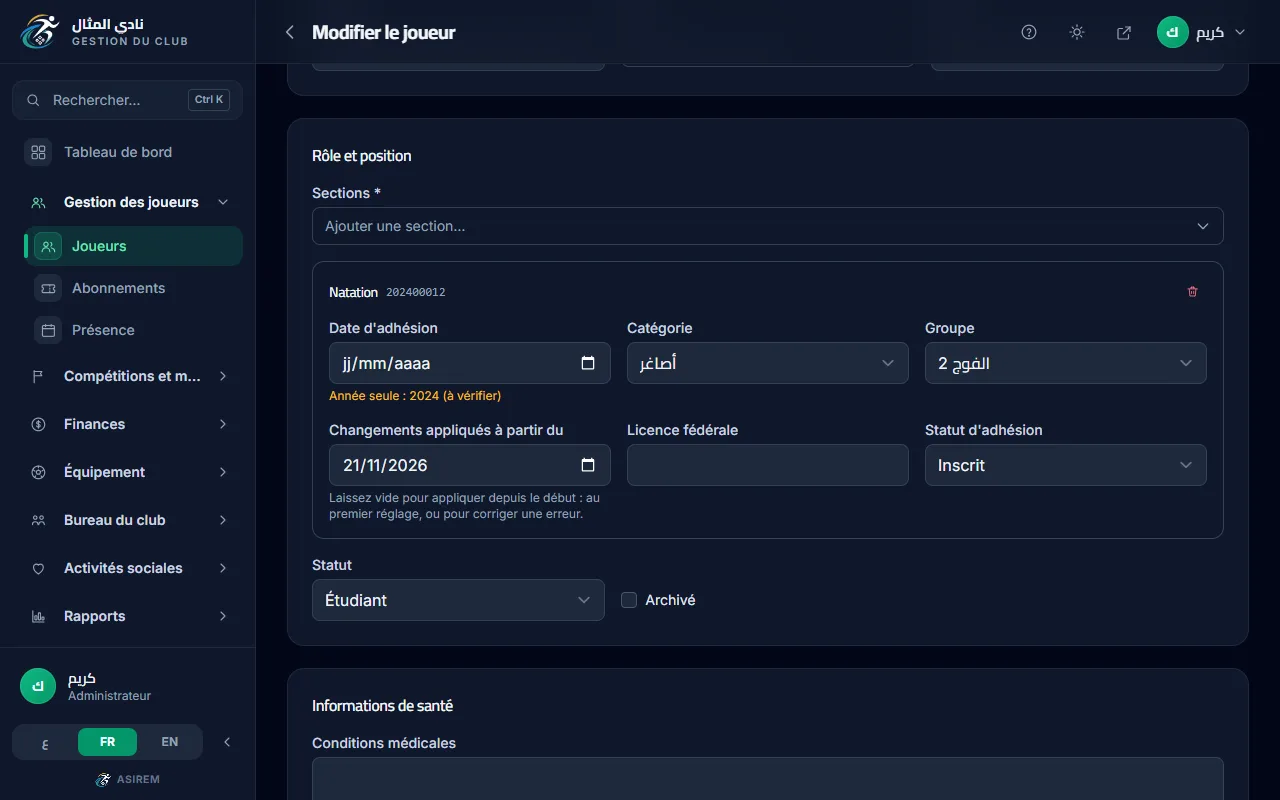 نادي المثال
GESTION DU CLUB
Modifier le joueur
ك
كريم
Rechercher...
Ctrl K
Tableau de bord
Gestion des joueurs
Joueurs
Abonnements
Présence
Compétitions et m...
Finances
Équipement
Bureau du club
Activités sociales
Rapports
ك
كريم
Administrateur
ع
FR
EN
ASIREM
Rôle et position
Sections *
Ajouter une section...
Natation 202400012
Date d'adhésion
Catégorie
Groupe
jj/mm/aaaa
أصاغر
الفوج 2
Année seule : 2024 (à vérifier)
Changements appliqués à partir du
Licence fédérale
Statut d'adhésion
21/11/2026
Inscrit
Laissez vide pour appliquer depuis le début : au
premier réglage, ou pour corriger une erreur.
Statut
Étudiant
Archivé
Informations de santé
Conditions médicales